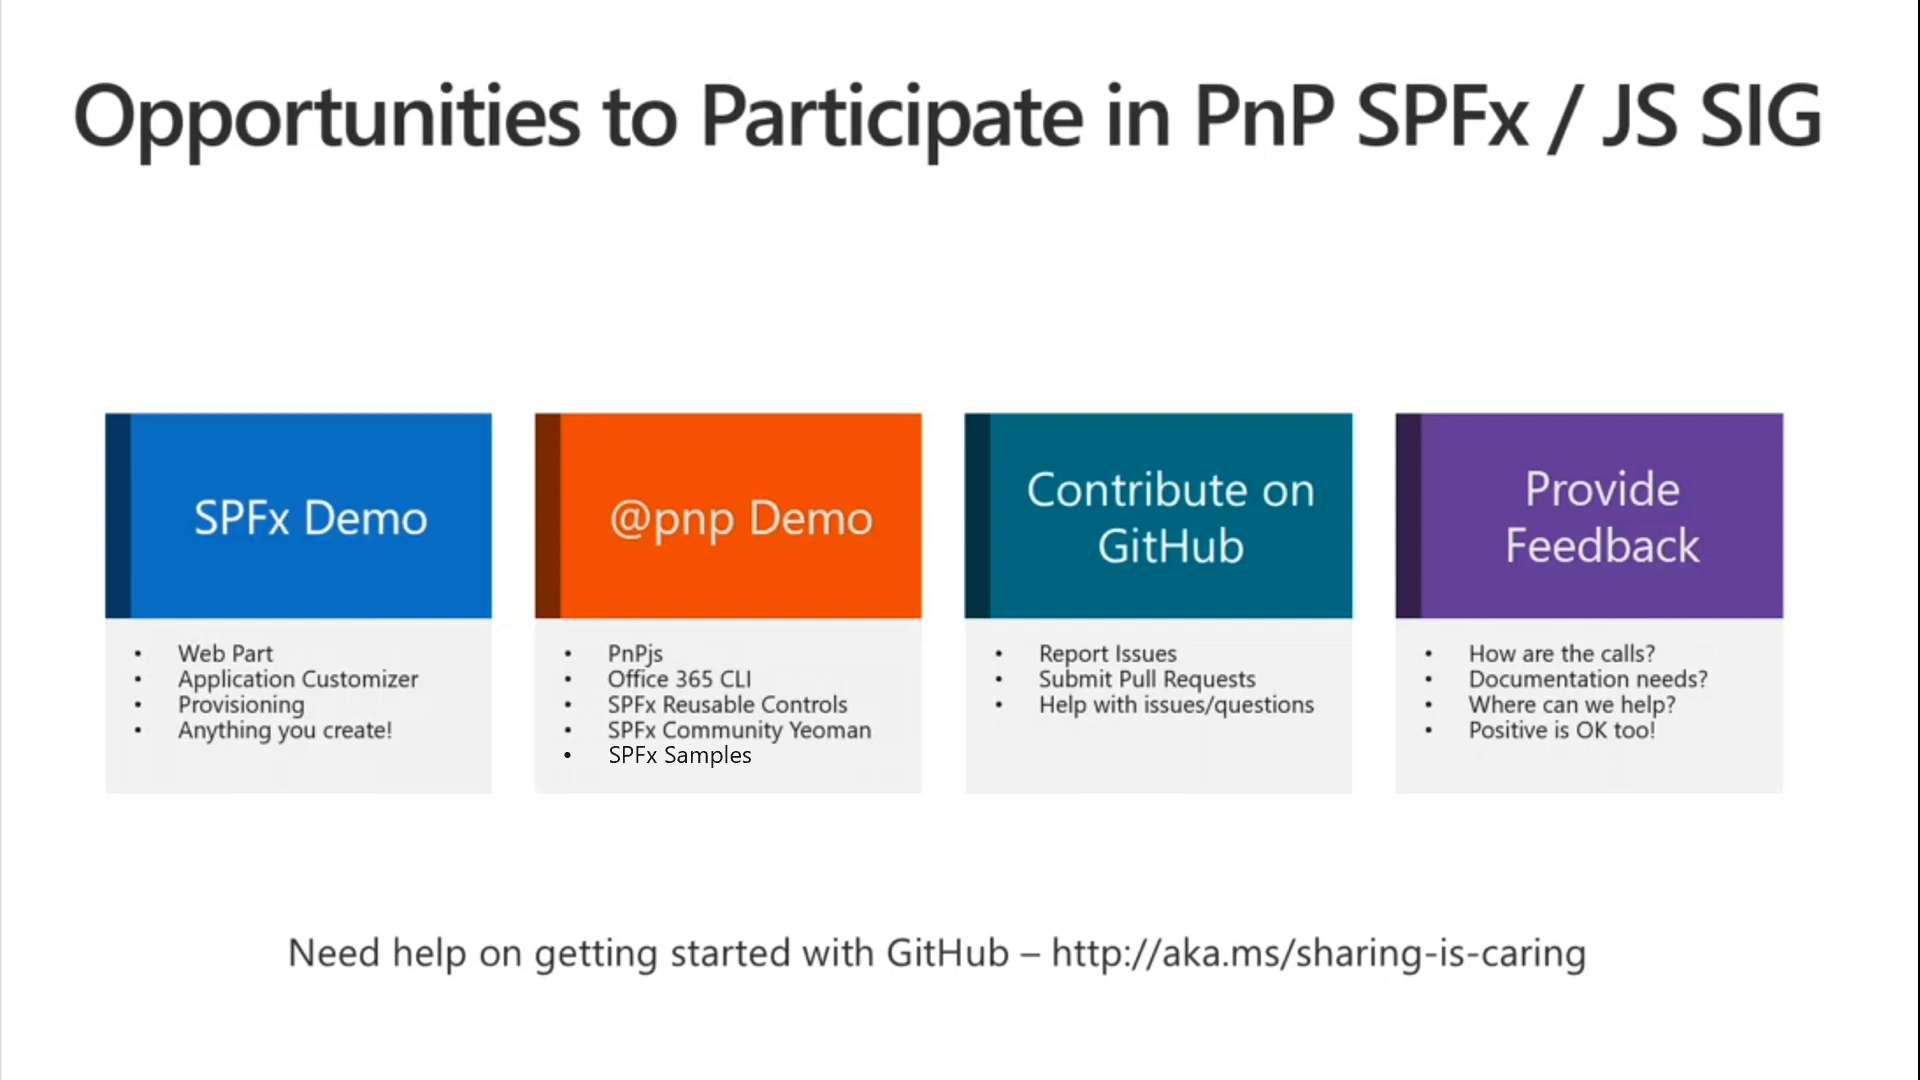 Opportunities to Participate in PnP SPFx / JS SIG
SPFx Demo
• Web Part
• Application Customizer
• Provisioning
• Anything you create!
@pnp Demo
• PnPjs
• Office 365 CLI
• SPFx Reusable Controls
• SPFx Community Yeoman
• SPFx Samples
Contribute on
GitHub
• Report Issues
• Submit Pull Requests
• Help with issues/questions
Provide
Feedback
• How are the calls?
• Documentation needs?
• Where can we help?
• Positive is OK too!
Need help on getting started with GitHub – http://aka.ms/sharing-is-caring